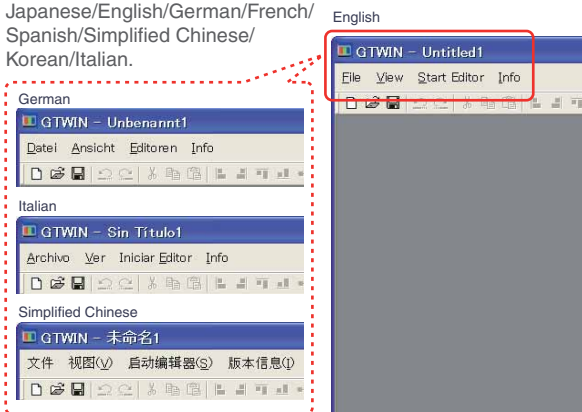 Japanese/English/German/French/
Spanish/Simplified Chinese/
Korean/Italian.
English
GTWIN - Untitled1
File View Start Editor Info
German
GTWIN - Unbenannt1
Datei Ansicht Editoren Info
Italian
GTWIN - Sin Título1
Archivo Ver Iniciar Editor Info
Simplified Chinese
GTWIN - 未命名1
文件 视图(V) 启动编辑器(S) 版本信息(I)